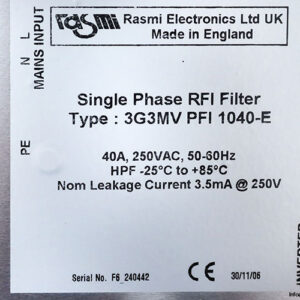 rasmi
Rasmi Electronics Ltd UK
Made in England
MAINS INPUT
PE N L
Single Phase RFI Filter
Type : 3G3MV PFI 1040-E
40A, 250VAC, 50-60Hz
HPF -25°C to +85°C
Nom Leakage Current 3.5mA @ 250V
Serial No. F6_240442
CE
30/11/06
INVERTER